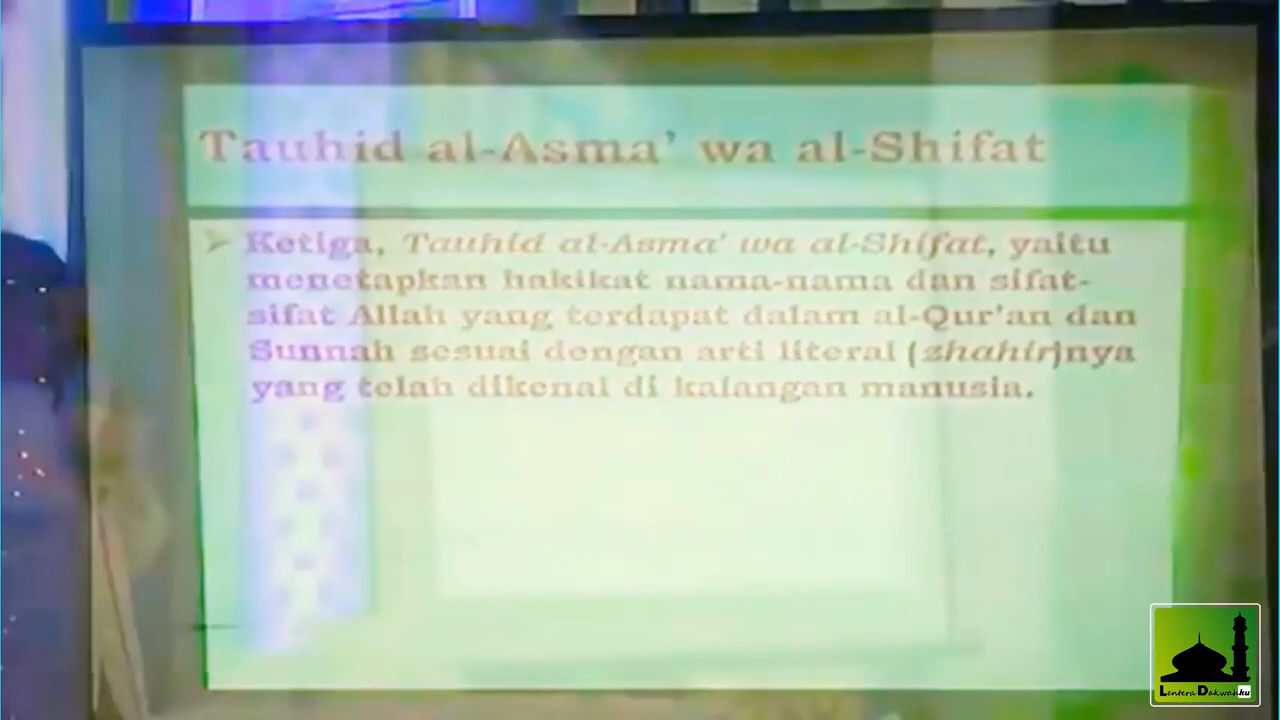 Tauhid al-Asma' wa al-Shifat
➢ Ketiga, Tauhid al-Asma' wa al-Shifat, yaitu
menetapkan hakikat nama-nama dan sifat-
sifat Allah yang terdapat dalam al-Qur'an dan
Sunnah sesuai dengan arti literal (zhahir)nya
yang telah dikenal di kalangan manusia.
Lentera Dakwahku